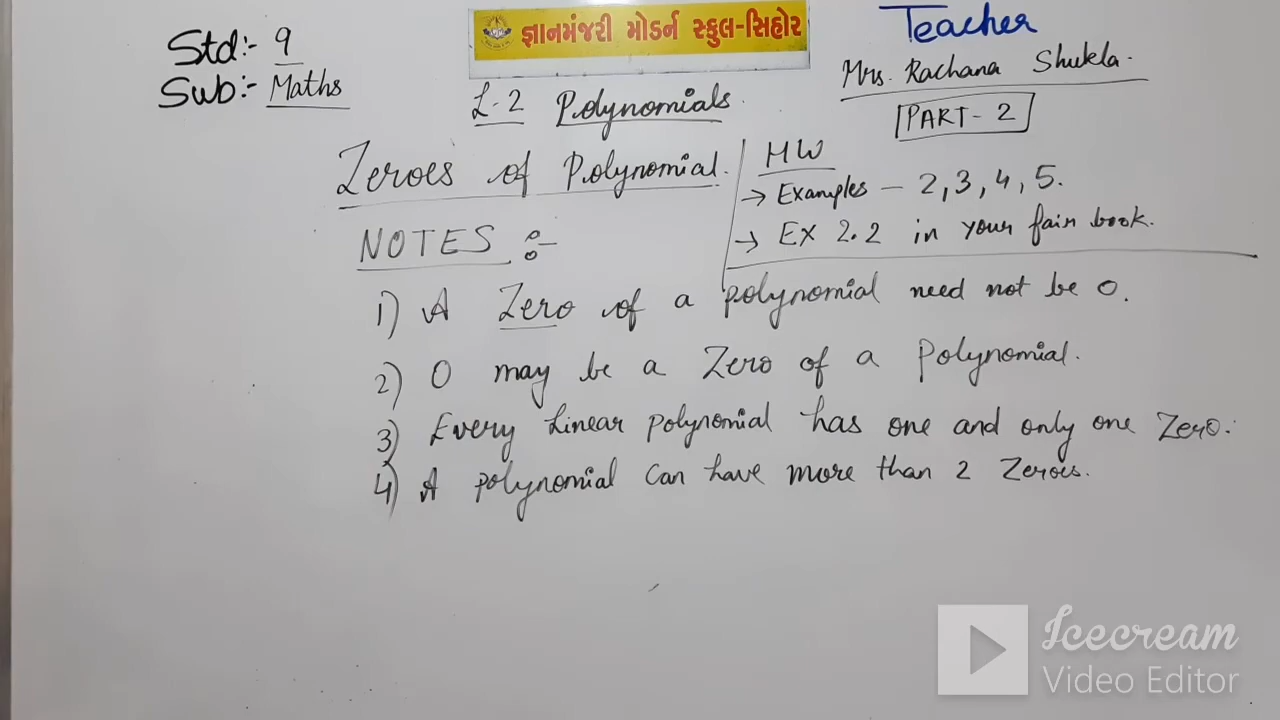 Std:- 9
Sub:- Maths
જ્ઞાનમંજરી મોડર્ન સ્કુલ-સિહોર
Teacher
Mrs. Rachana Shukla.
PART-2
L-2 Polynomials.
Zeroes of Polynomial.
HW
→ Examples - 2,3,4,5.
→ Ex 2.2 in your fair book.
NOTES :-
1) A Zero of a polynomial need not be 0.
2) 0 may be a Zero of a Polynomial.
3) Every Linear polynomial has one and only one Zero.
4) A polynomial can have more than 2 Zeroes.
Icecream
Video Editor